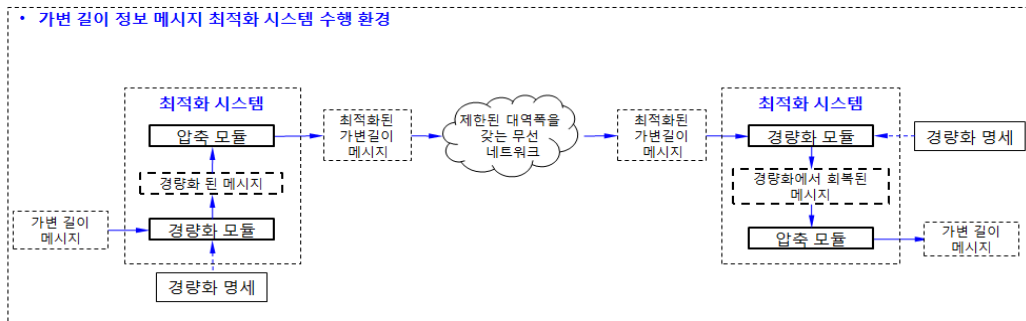 • 가변 길이 정보 메시지 최적화 시스템 수행 환경
최적화 시스템
압축 모듈
경량화 된 메시지
경량화 모듈
가변 길이
메시지
경량화 명세
최적화된
가변길이
메시지
제한된 대역폭을
갖는 무선
네트워크
최적화된
가변길이
메시지
최적화 시스템
경량화 모듈
경량화 명세
경량화에서 회복된
메시지
압축 모듈
가변 길이
메시지